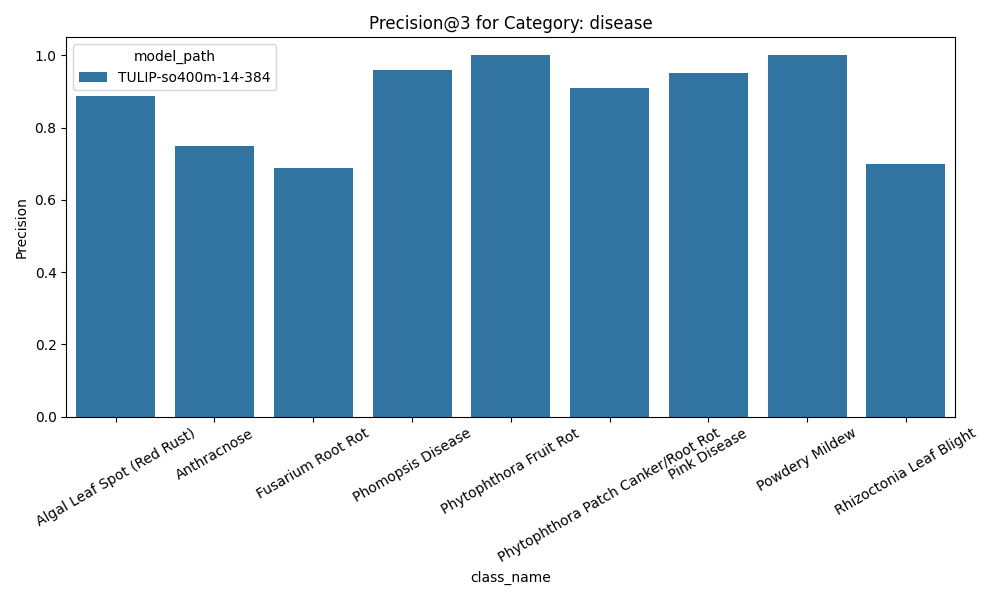 Precision@3 for Category: disease
model_path
TULIP-so400m-14-384
Precision
1.0
0.8
0.6
0.4
0.2
0.0
Algal Leaf Spot (Red Rust)
Anthracnose
Fusarium Root Rot
Phomopsis Disease
Phytophthora Fruit Rot
Phytophthora Patch Canker/Root Rot
Pink Disease
Powdery Mildew
Rhizoctonia Leaf Blight
class_name